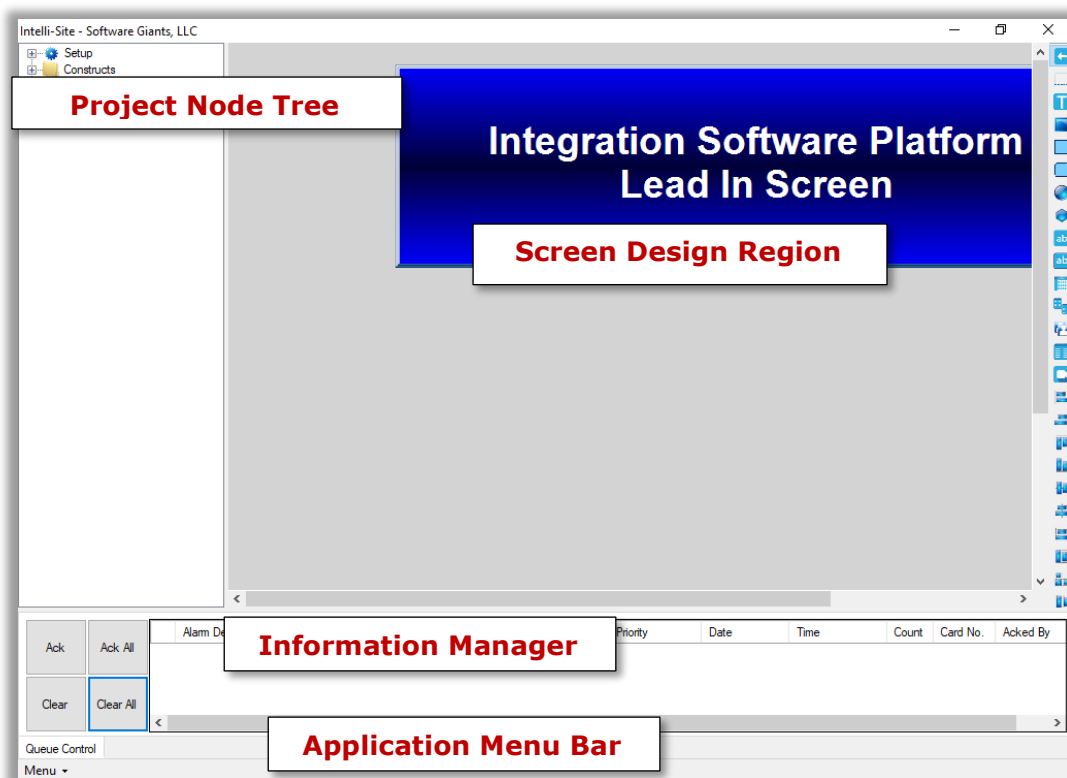 Intelli-Site - Software Giants, LLC
Setup
Constructs
Project Node Tree
Integration Software Platform
Lead In Screen
Screen Design Region
Ack
Ack All
Clear
Clear All
Alarm De
Priority
Date
Time
Count
Card No.
Acked By
Information Manager
Application Menu Bar
Queue Control
Menu